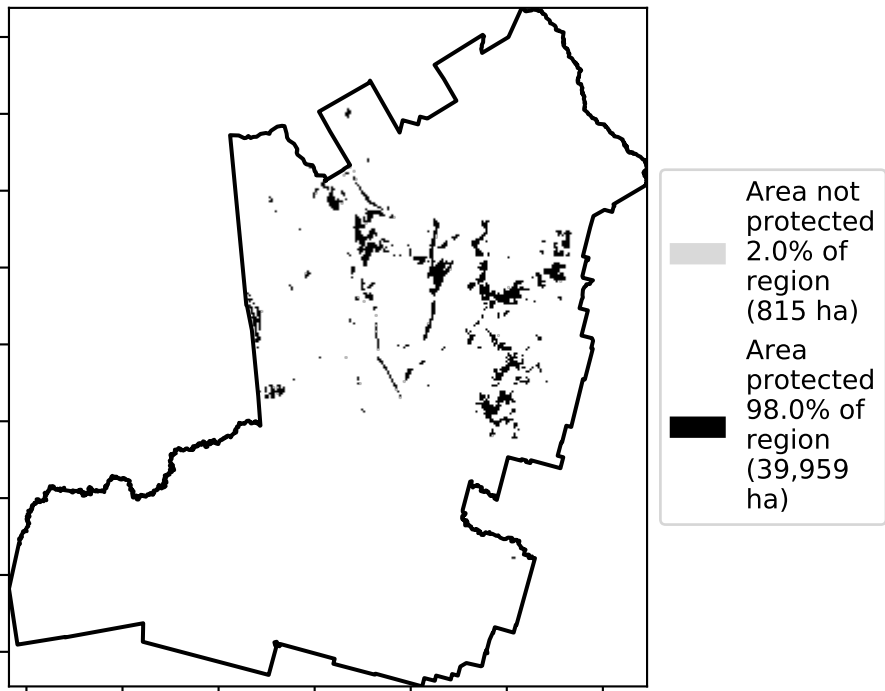 Area not
protected
2.0% of
region
(815 ha)
Area
protected
98.0% of
region
(39,959
ha)